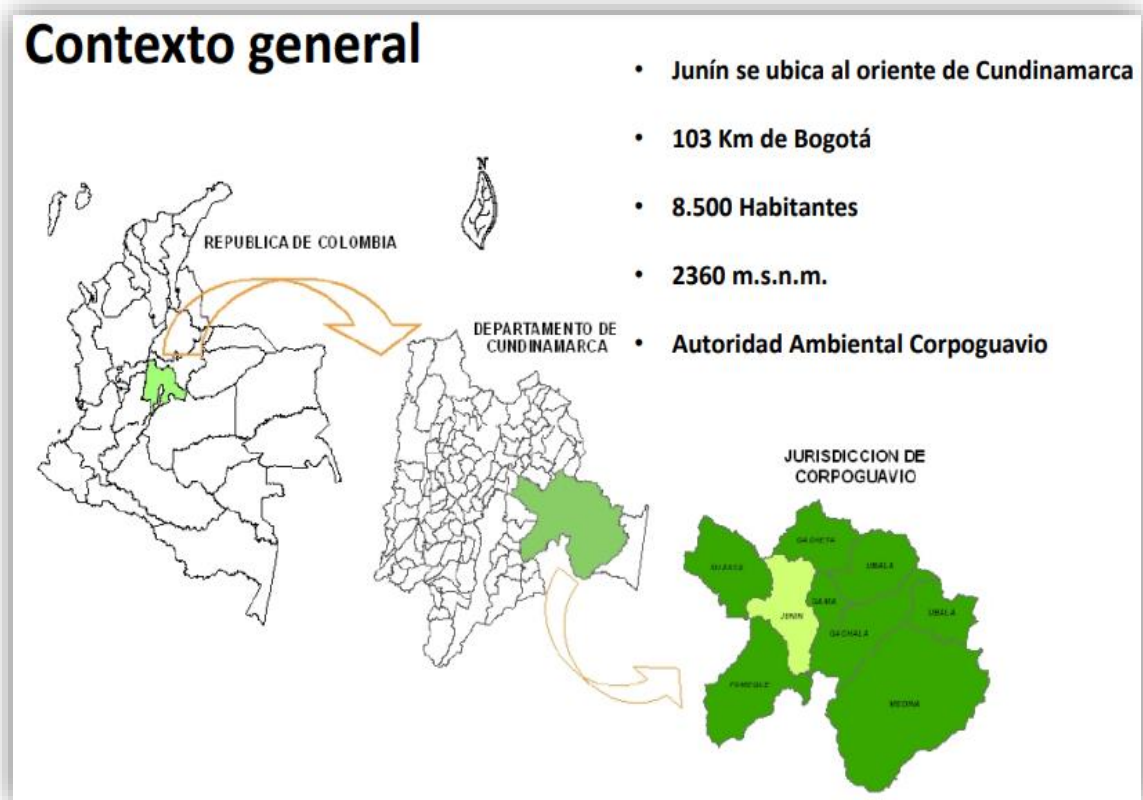 Contexto general
• Junín se ubica al oriente de Cundinamarca
• 103 Km de Bogotá
• 8.500 Habitantes
• 2360 m.s.n.m.
• Autoridad Ambiental Corpoguavio
N
REPUBLICA DE COLOMBIA
DEPARTAMENTO DE
CUNDINAMARCA
JURISDICCION DE
CORPOGUAVIO
GACHETA
UBALA
GUASCA
GAMA
UBALA
JUNIN
GACHALA
FOMEQUE
MEDINA